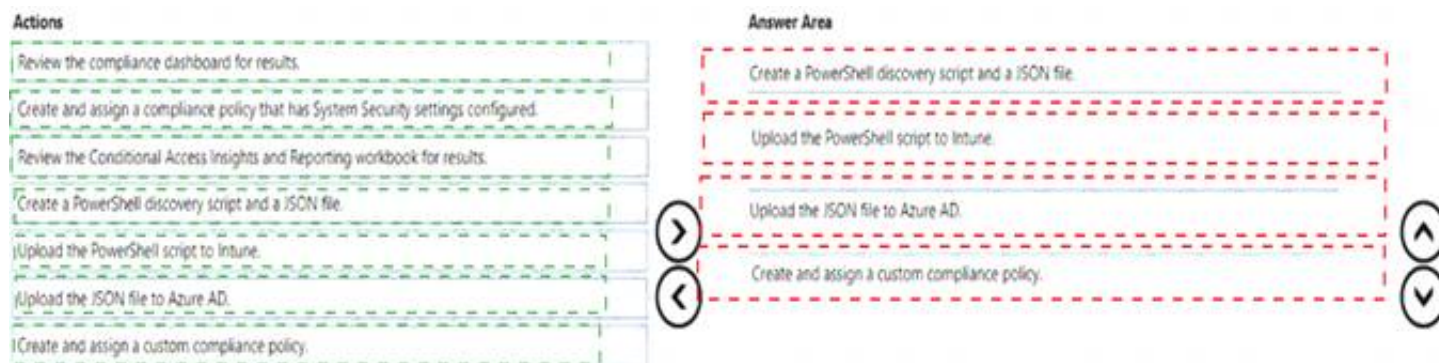 Actions
Review the compliance dashboard for results.
Create and assign a compliance policy that has System Security settings configured.
Review the Conditional Access Insights and Reporting workbook for results.
Create a PowerShell discovery script and a JSON file.
Upload the PowerShell script to Intune.
Upload the JSON file to Azure AD.
Create and assign a custom compliance policy.
Answer Area
Create a PowerShell discovery script and a JSON file.
Upload the PowerShell script to Intune.
Upload the JSON file to Azure AD.
Create and assign a custom compliance policy.